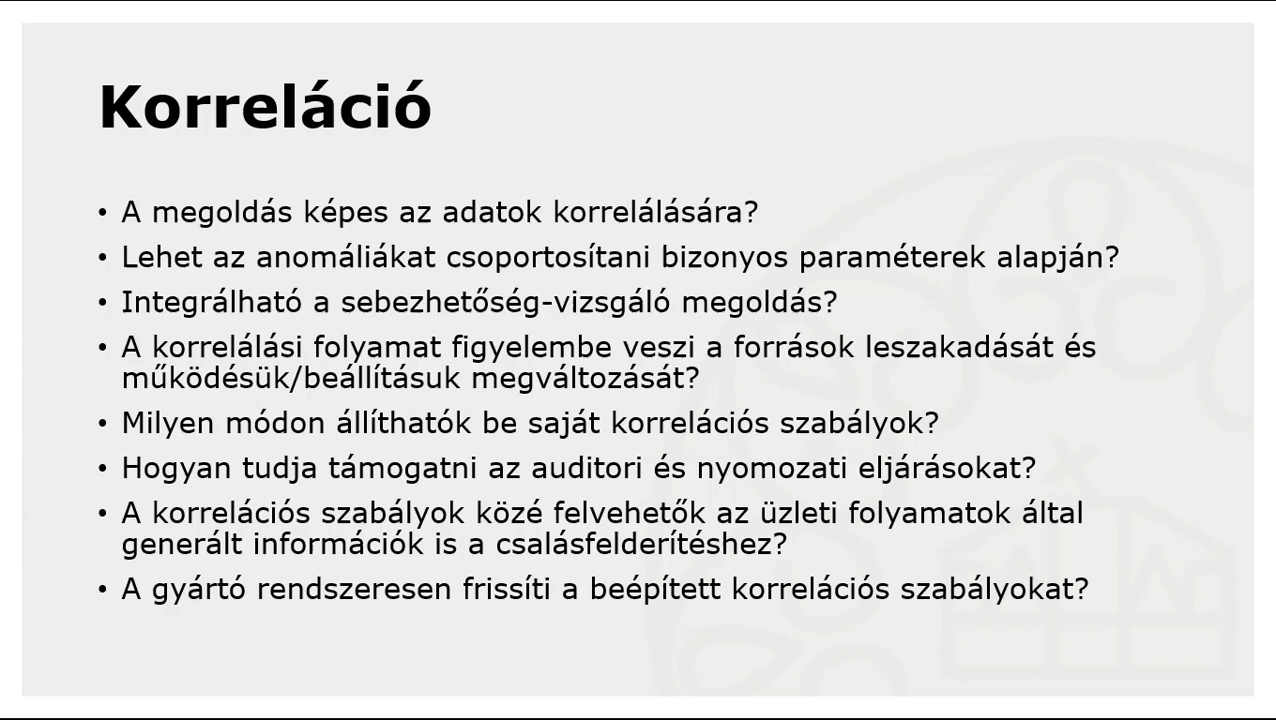 Korreláció
• A megoldás képes az adatok korrelálására?
• Lehet az anomáliákat csoportosítani bizonyos paraméterek alapján?
• Integrálható a sebezhetőség-vizsgáló megoldás?
• A korrelálási folyamat figyelembe veszi a források leszakadását és
működésük/beállításuk megváltozását?
• Milyen módon állíthatók be saját korrelációs szabályok?
• Hogyan tudja támogatni az auditori és nyomozati eljárásokat?
• A korrelációs szabályok közé felvehetők az üzleti folyamatok által
generált információk is a csalásfelderítéshez?
• A gyártó rendszeresen frissíti a beépített korrelációs szabályokat?